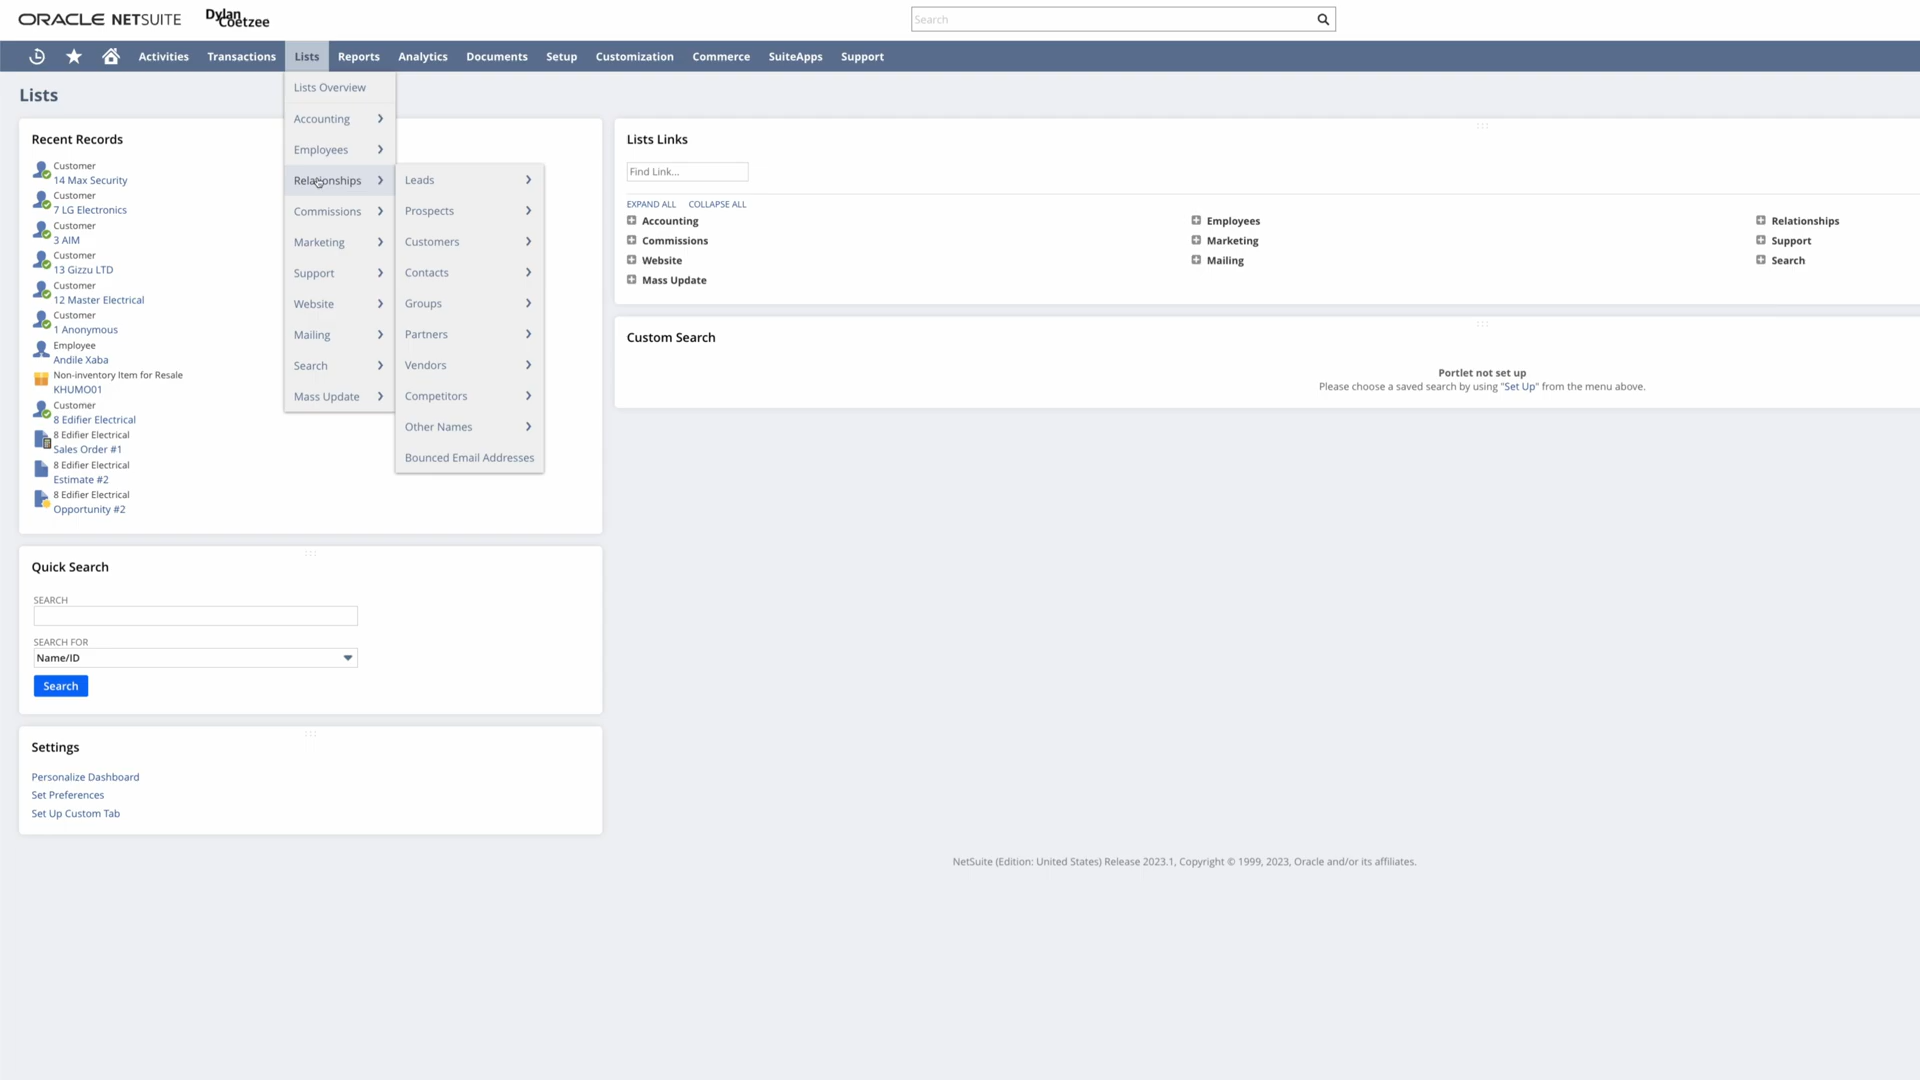 ORACLE NETSUITE
Dylan
Coetzee
Search
Activities
Transactions
Lists
Reports
Analytics
Documents
Setup
Customization
Commerce
SuiteApps
Support
Lists
Lists Overview
Accounting
Employees
Relationships
Commissions
Marketing
Support
Website
Mailing
Search
Mass Update
Leads
Prospects
Customers
Contacts
Groups
Partners
Vendors
Competitors
Other Names
Bounced Email Addresses
Recent Records
Customer
14 Max Security
Customer
7 LG Electronics
Customer
3 AIM
Customer
13 Gizzu LTD
Customer
12 Master Electrical
Customer
1 Anonymous
Employee
Andile Xaba
Non-inventory Item for Resale
KHUMO01
Customer
8 Edifier Electrical
8 Edifier Electrical
Sales Order #1
8 Edifier Electrical
Estimate #2
8 Edifier Electrical
Opportunity #2
Quick Search
SEARCH
SEARCH FOR
Name/ID
Search
Settings
Personalize Dashboard
Set Preferences
Set Up Custom Tab
Lists Links
Find Link...
EXPAND ALL COLLAPSE ALL
Accounting
Employees
Relationships
Commissions
Marketing
Support
Website
Mailing
Search
Mass Update
Custom Search
Portlet not set up
Please choose a saved search by using "Set Up" from the menu above.
NetSuite (Edition: United States) Release 2023.1, Copyright © 1999, 2023, Oracle and/or its affiliates.